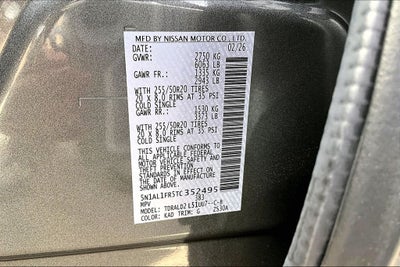 MFD BY NISSAN MOTOR CO., LTD.
DATE: 02/26
GVWR: 2750 KG
6063 LB
GAWR FR.: 1335 KG
2943 LB
WITH 255/50R20 TIRES
20 X 8.0 RIMS AT 35 PSI
COLD SINGLE
GAWR RR.: 1530 KG
3373 LB
WITH 255/50R20 TIRES
20 X 8.0 RIMS AT 35 PSI
COLD SINGLE
THIS VEHICLE CONFORMS TO
ALL APPLICABLE FEDERAL
MOTOR VEHICLE SAFETY AND
THEFT PREVENTION
STANDARDS IN EFFECT ON
THE DATE OF MANUFACTURE
SHOWN ABOVE.
5N1AL1FR5TC352495
MPV
MODEL:
COLOR: KAD TRIM: G